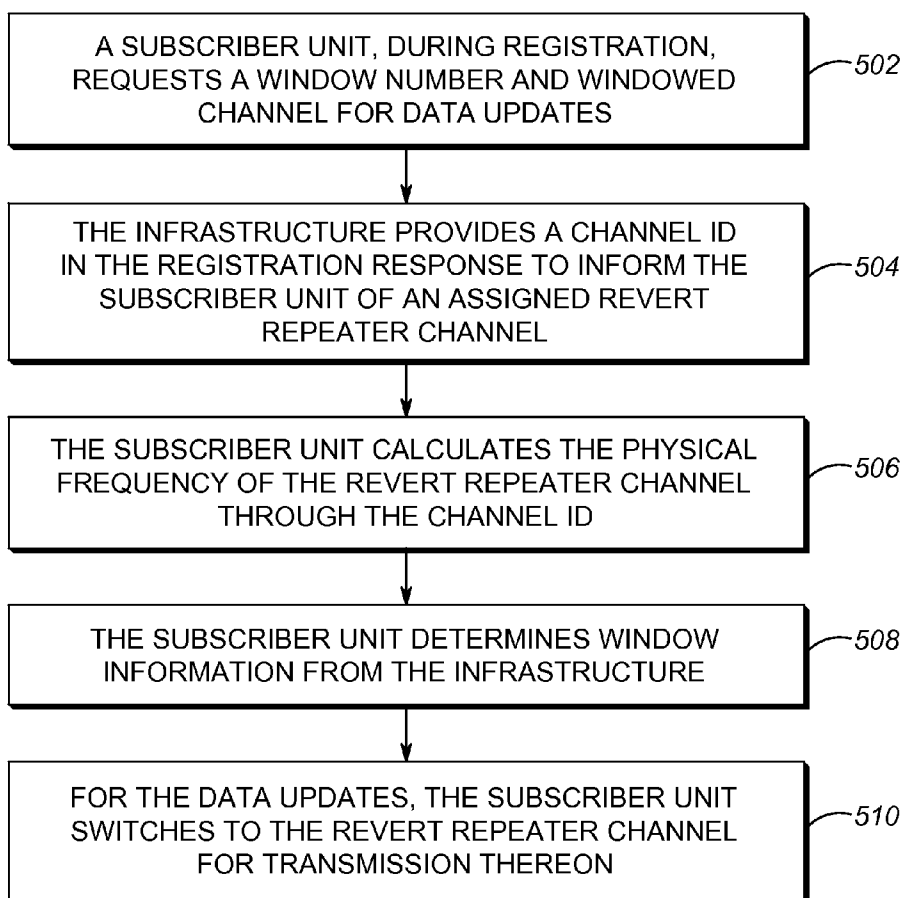 A SUBSCRIBER UNIT, DURING REGISTRATION,
REQUESTS A WINDOW NUMBER AND WINDOWED
CHANNEL FOR DATA UPDATES
502
THE INFRASTRUCTURE PROVIDES A CHANNEL ID
IN THE REGISTRATION RESPONSE TO INFORM THE
SUBSCRIBER UNIT OF AN ASSIGNED REVERT
REPEATER CHANNEL
504
THE SUBSCRIBER UNIT CALCULATES THE PHYSICAL
FREQUENCY OF THE REVERT REPEATER CHANNEL
THROUGH THE CHANNEL ID
506
THE SUBSCRIBER UNIT DETERMINES WINDOW
INFORMATION FROM THE INFRASTRUCTURE
508
FOR THE DATA UPDATES, THE SUBSCRIBER UNIT
SWITCHES TO THE REVERT REPEATER CHANNEL
FOR TRANSMISSION THEREON
510